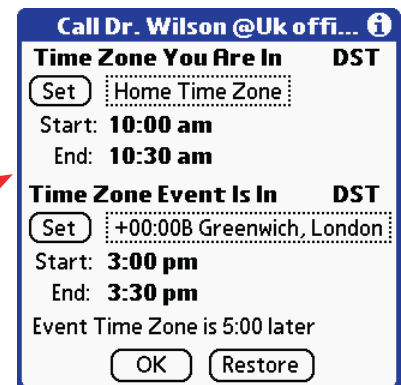 Call Dr. Wilson @Uk offi... i
Time Zone You Are In DST
Set Home Time Zone
Start: 10:00 am
End: 10:30 am
Time Zone Event Is In DST
Set +00:00B Greenwich, London
Start: 3:00 pm
End: 3:30 pm
Event Time Zone is 5:00 later
OK Restore